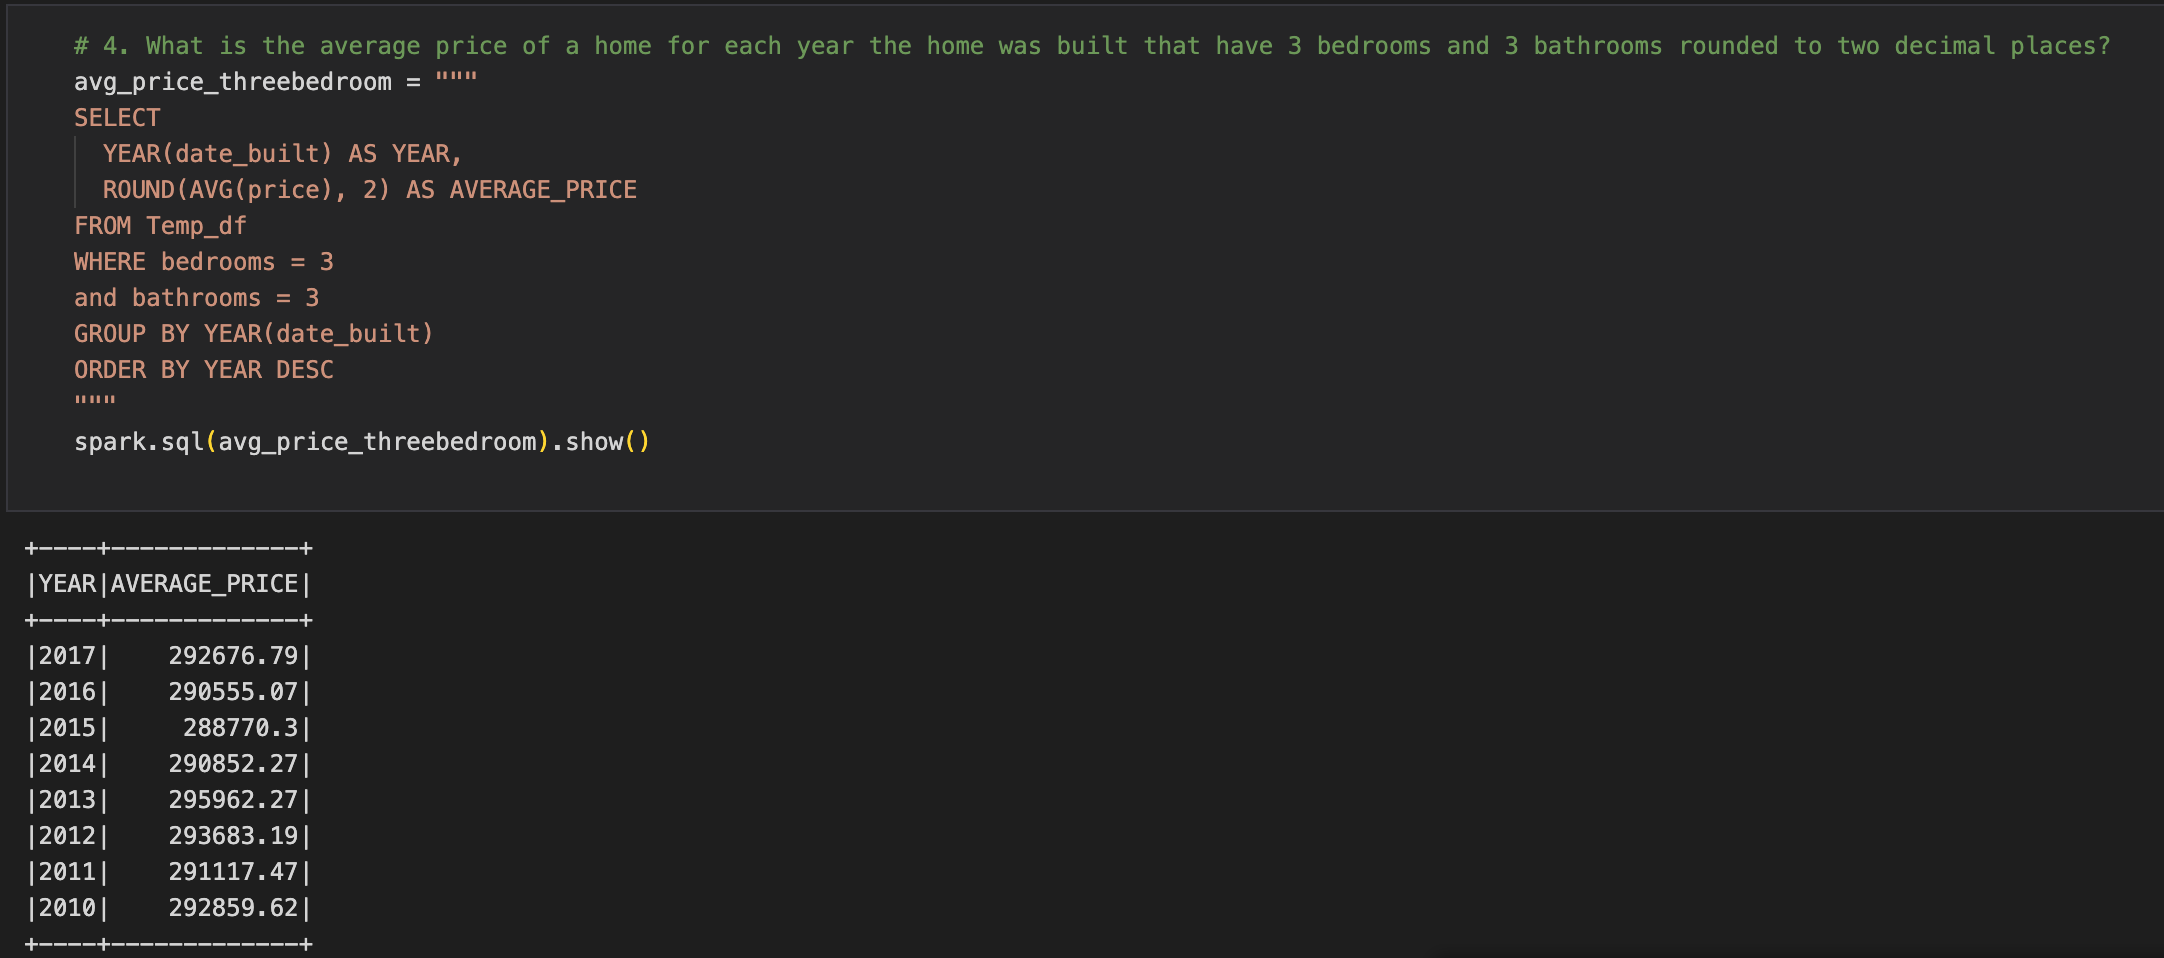 # 4. What is the average price of a home for each year the home was built that have 3 bedrooms and 3 bathrooms rounded to two decimal places?
avg_price_threebedroom = """
SELECT
  YEAR(date_built) AS YEAR,
  ROUND(AVG(price), 2) AS AVERAGE_PRICE
FROM Temp_df
WHERE bedrooms = 3
and bathrooms = 3
GROUP BY YEAR(date_built)
ORDER BY YEAR DESC
"""
spark.sql(avg_price_threebedroom).show()
+----+-------------+
|YEAR|AVERAGE_PRICE|
+----+-------------+
|2017|    292676.79|
|2016|    290555.07|
|2015|     288770.3|
|2014|    290852.27|
|2013|    295962.27|
|2012|    293683.19|
|2011|    291117.47|
|2010|    292859.62|
+----+-------------+